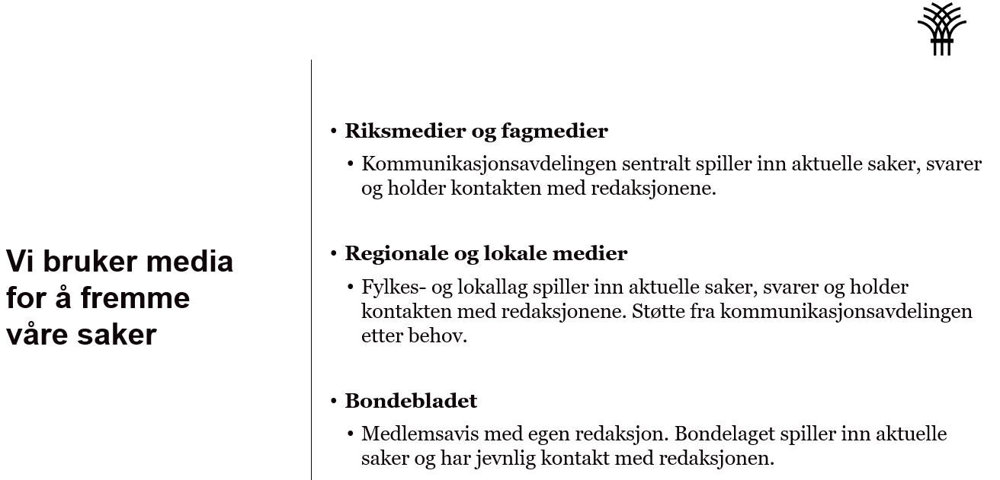 Vi bruker media
for å fremme
våre saker
• Riksmedier og fagmedier
• Kommunikasjonsavdelingen sentralt spiller inn aktuelle saker, svarer
og holder kontakten med redaksjonene.
• Regionale og lokale medier
• Fylkes- og lokallag spiller inn aktuelle saker, svarer og holder
kontakten med redaksjonene. Støtte fra kommunikasjonsavdelingen
etter behov.
• Bondebladet
• Medlemsavis med egen redaksjon. Bondelaget spiller inn aktuelle
saker og har jevnlig kontakt med redaksjonen.